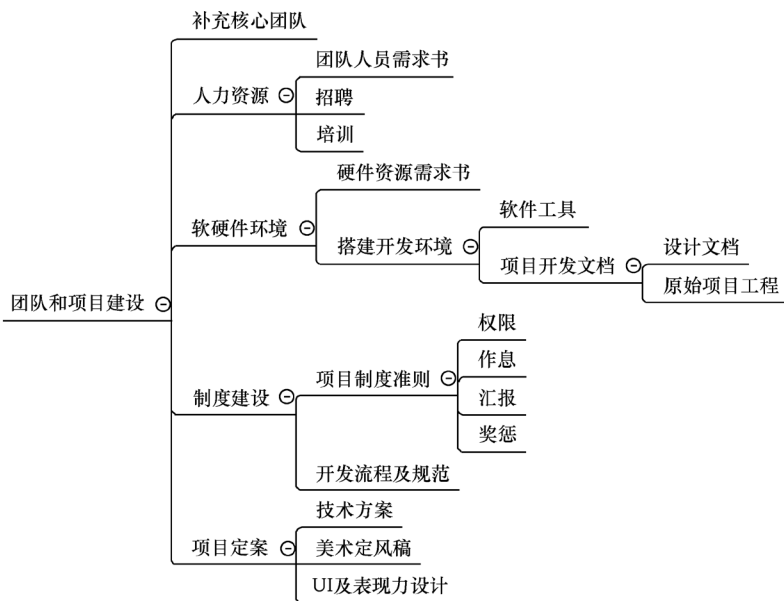 补充核心团队
团队人员需求书
人力资源
招聘
培训
硬件资源需求书
软硬件环境
软件工具
搭建开发环境
项目开发文档
设计文档
原始项目工程
团队和项目建设
权限
作息
项目制度准则
制度建设
汇报
奖惩
开发流程及规范
技术方案
项目定案
美术定风稿
UI及表现力设计